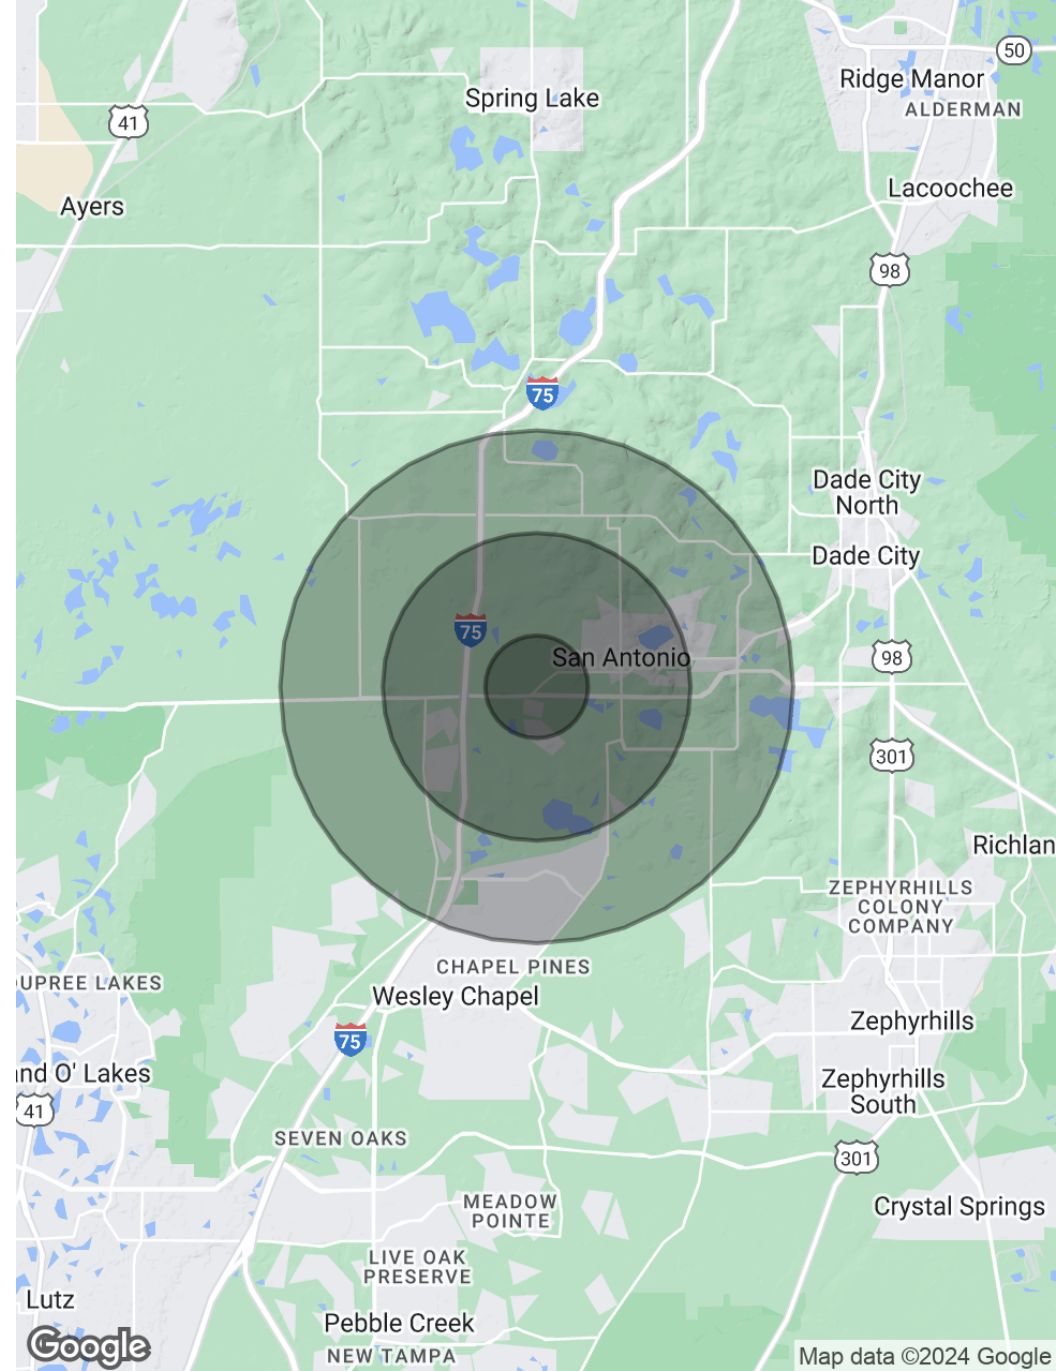 50
Ridge Manor
ALDERMAN
Spring Lake
41
Lacoochee
Ayers
98
75
Dade City
North
Dade City
75
San Antonio
98
301
Richlan
ZEPHYRHILLS
COLONY
COMPANY
CHAPEL PINES
DUPREE LAKES
Wesley Chapel
Zephyrhills
75
nd O' Lakes
Zephyrhills
South
41
SEVEN OAKS
301
MEADOW
POINTE
Crystal Springs
LIVE OAK
PRESERVE
Lutz
Pebble Creek
NEW TAMPA
Google
Map data ©2024 Google